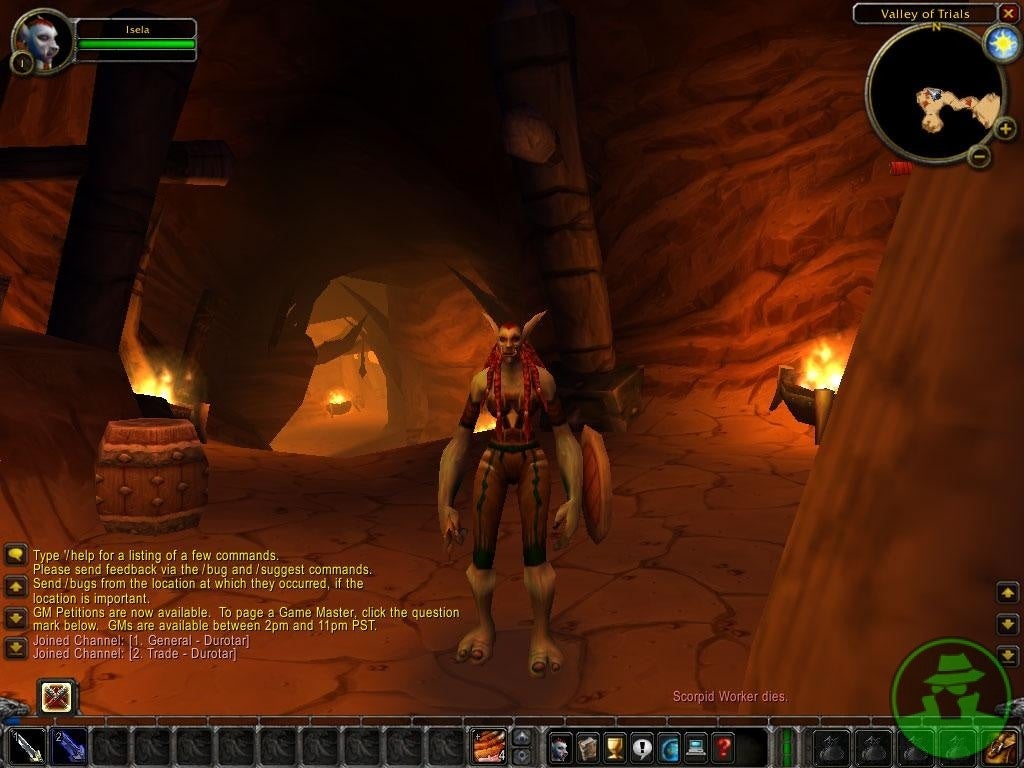 Isela
1
Valley of Trials
N
Type '/help for a listing of a few commands.
Please send feedback via the /bug and /suggest commands.
Send /bugs from the location at which they occurred, if the
location is important.
GM Petitions are now available. To page a Game Master, click the question
mark below. GMs are available between 2pm and 11pm PST.
Joined Channel: [1. General - Durotar]
Joined Channel: [2. Trade - Durotar]
Scorpid Worker dies.
1 2 4 ! ?